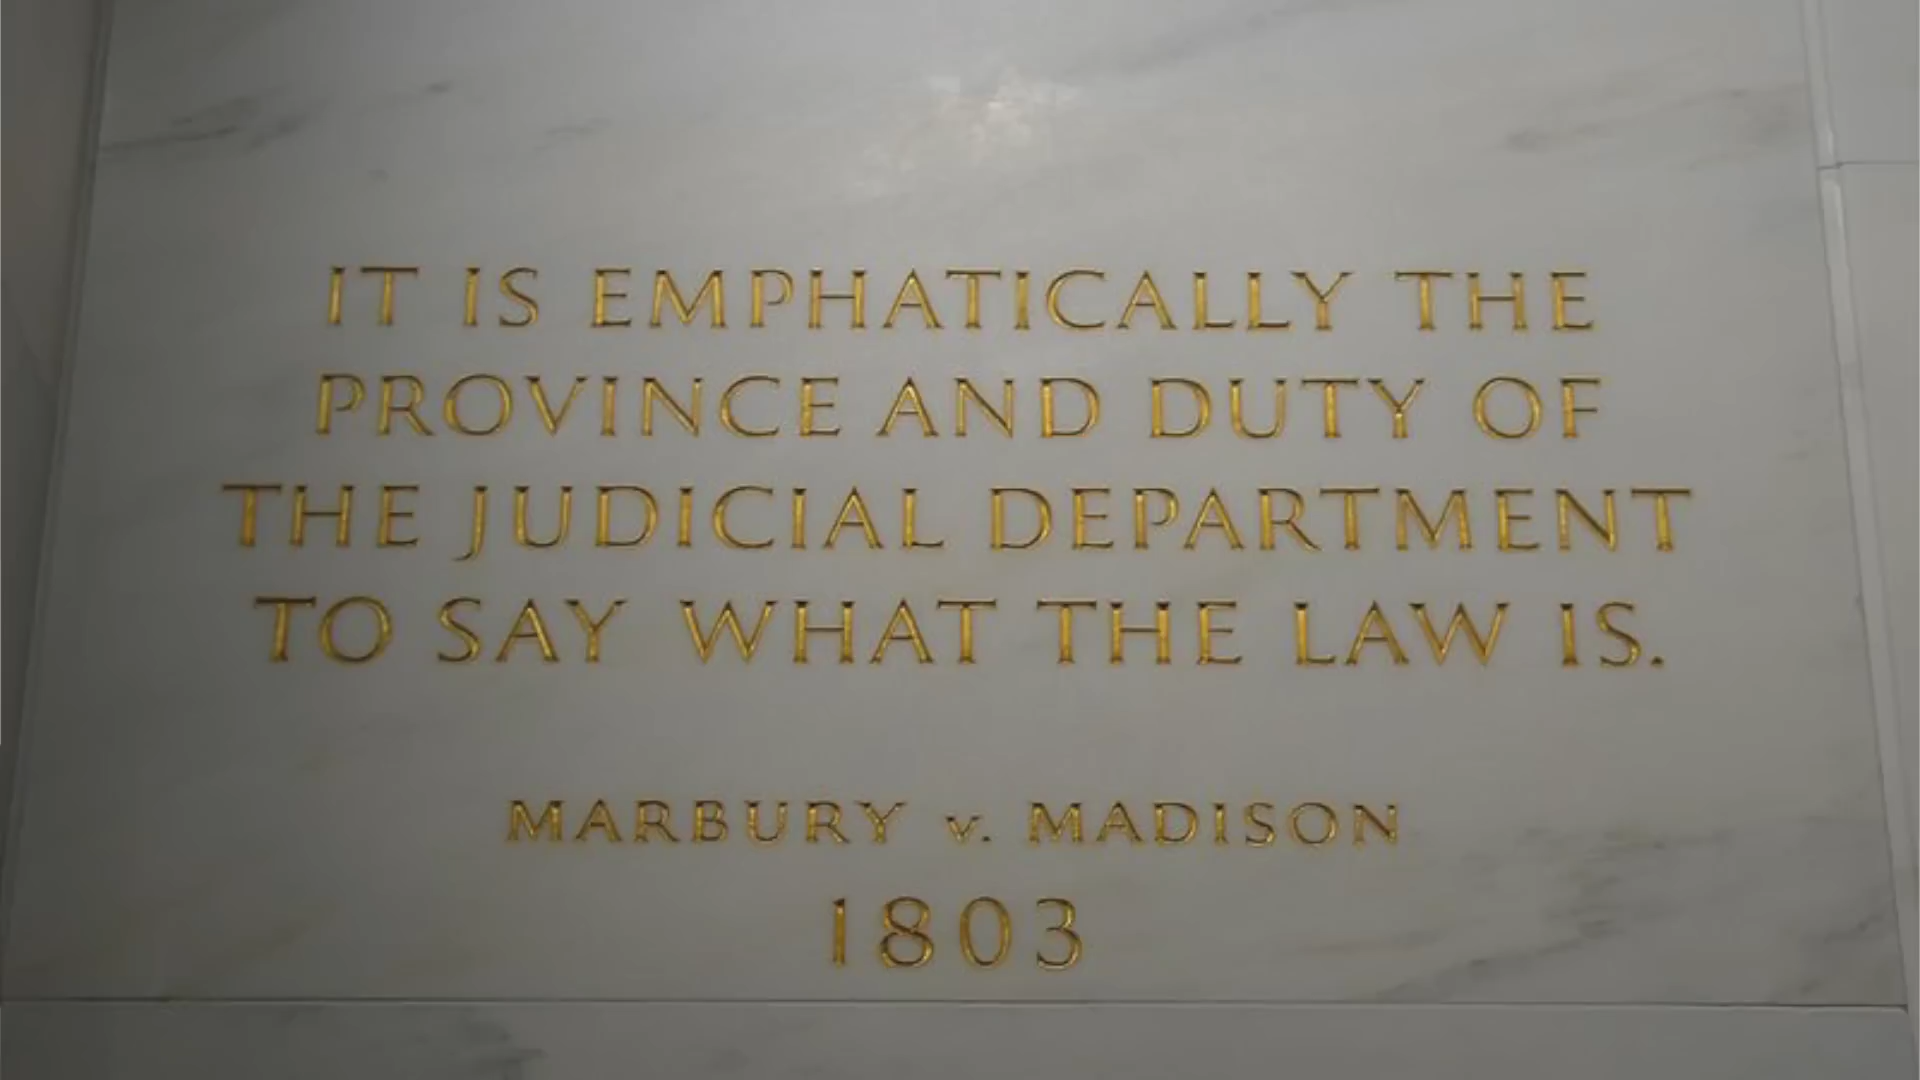 IT IS EMPHATICALLY THE
PROVINCE AND DUTY OF
THE JUDICIAL DEPARTMENT
TO SAY WHAT THE LAW IS.
MARBURY v. MADISON
1803